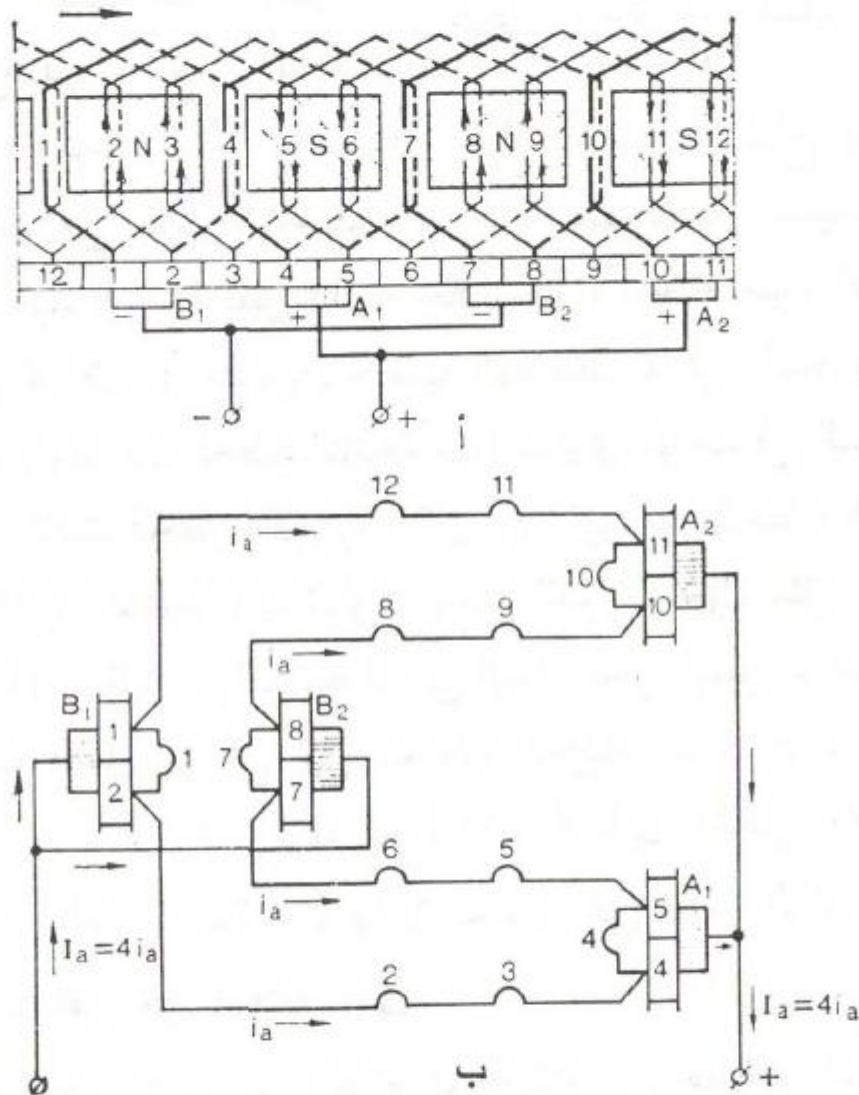 1 2 N 3 4 5 S 6 7 8 N 9 10 11 S 12
12 1 2 3 4 5 6 7 8 9 10 11
− B₁ + A₁ − B₂ + A₂
− +
أ
12 11
iₐ
A₂
11
10
10
8 9
iₐ
B₁ B₂
1 8
1 7
2 7
6 5
iₐ
A₁
5
4
4
Iₐ=4iₐ
2 3
iₐ
Iₐ=4iₐ
ب
+